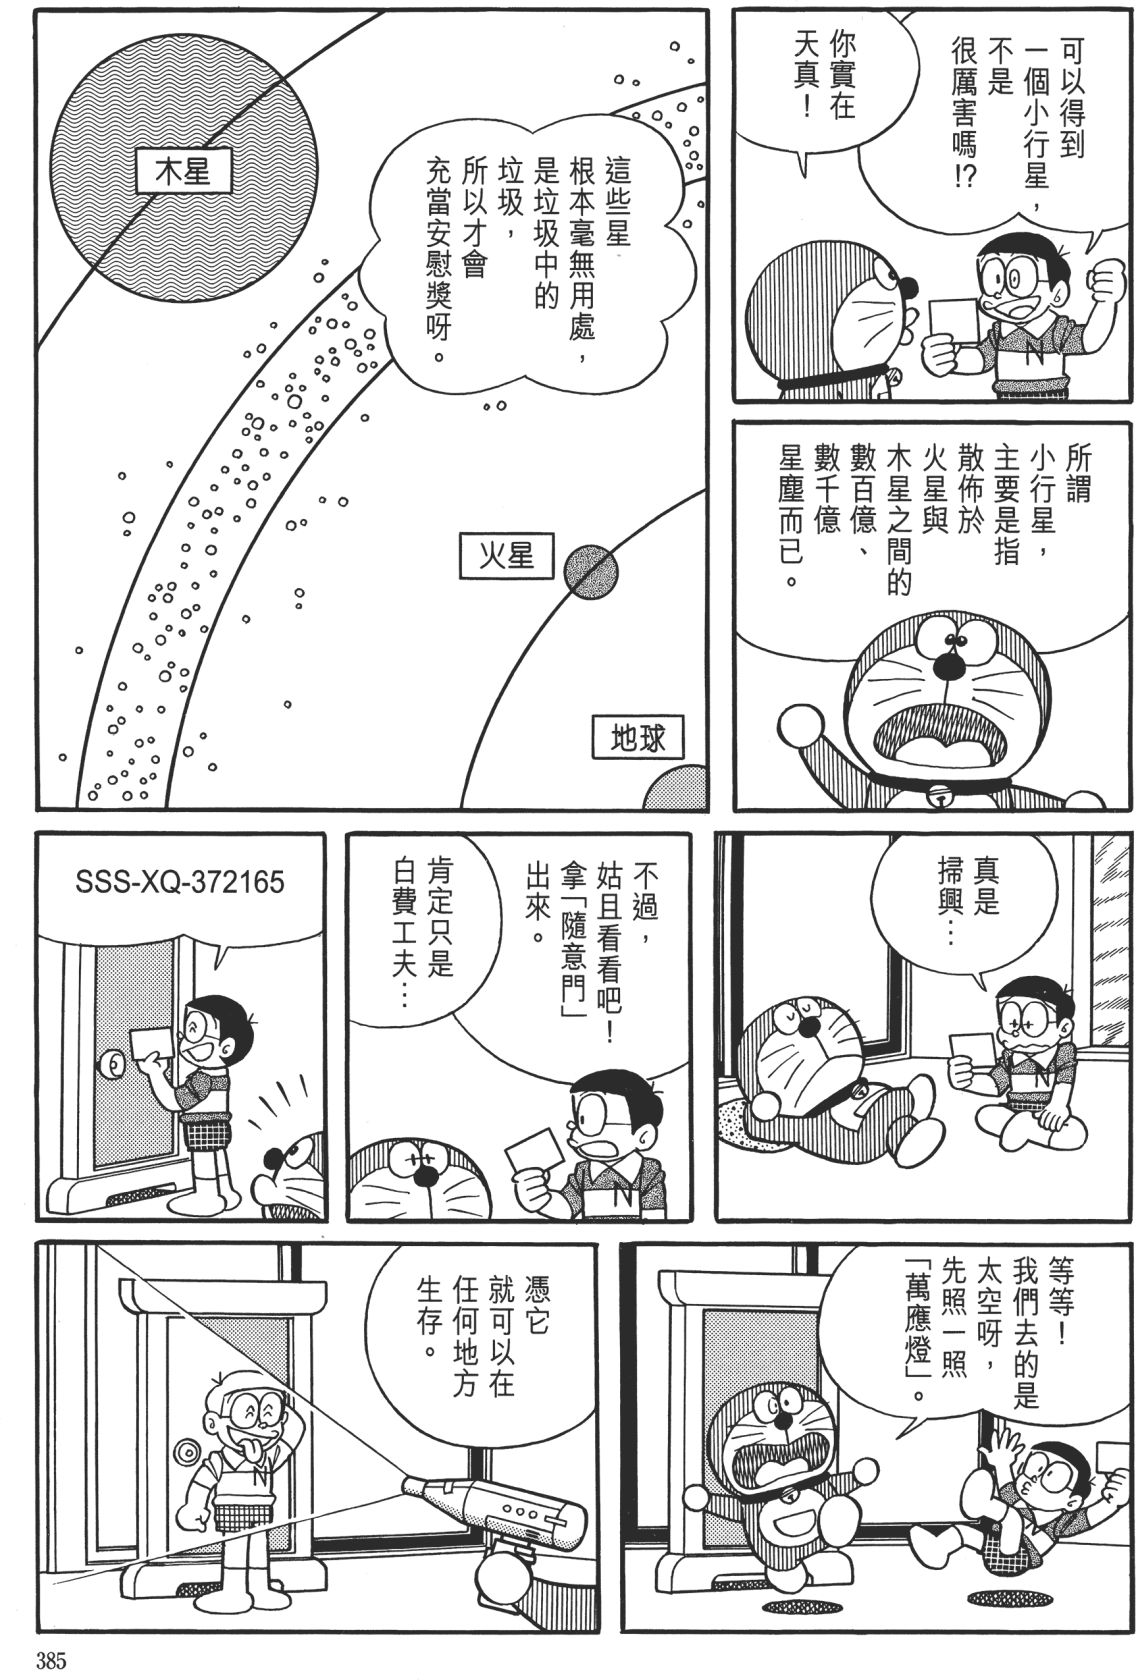 可以得到
一個小行星，
不是
很厲害嗎！？
你實在
天真！
所謂
小行星，
主要是指
散佈於
火星與
木星之間的
數百億、
數千億
星塵而已。
這些星
根本毫無用處，
是垃圾中的
垃圾，
所以才會
充當安慰獎呀。
木星
火星
地球
真是
掃興…
不過，
姑且看看吧！
拿「隨意門」
出來。
肯定只是
白費工夫…
SSS-XQ-372165
N
等等！
我們去的是
太空呀，
先照一照
「萬應燈」。
憑它
就可以在
任何地方
生存。
385